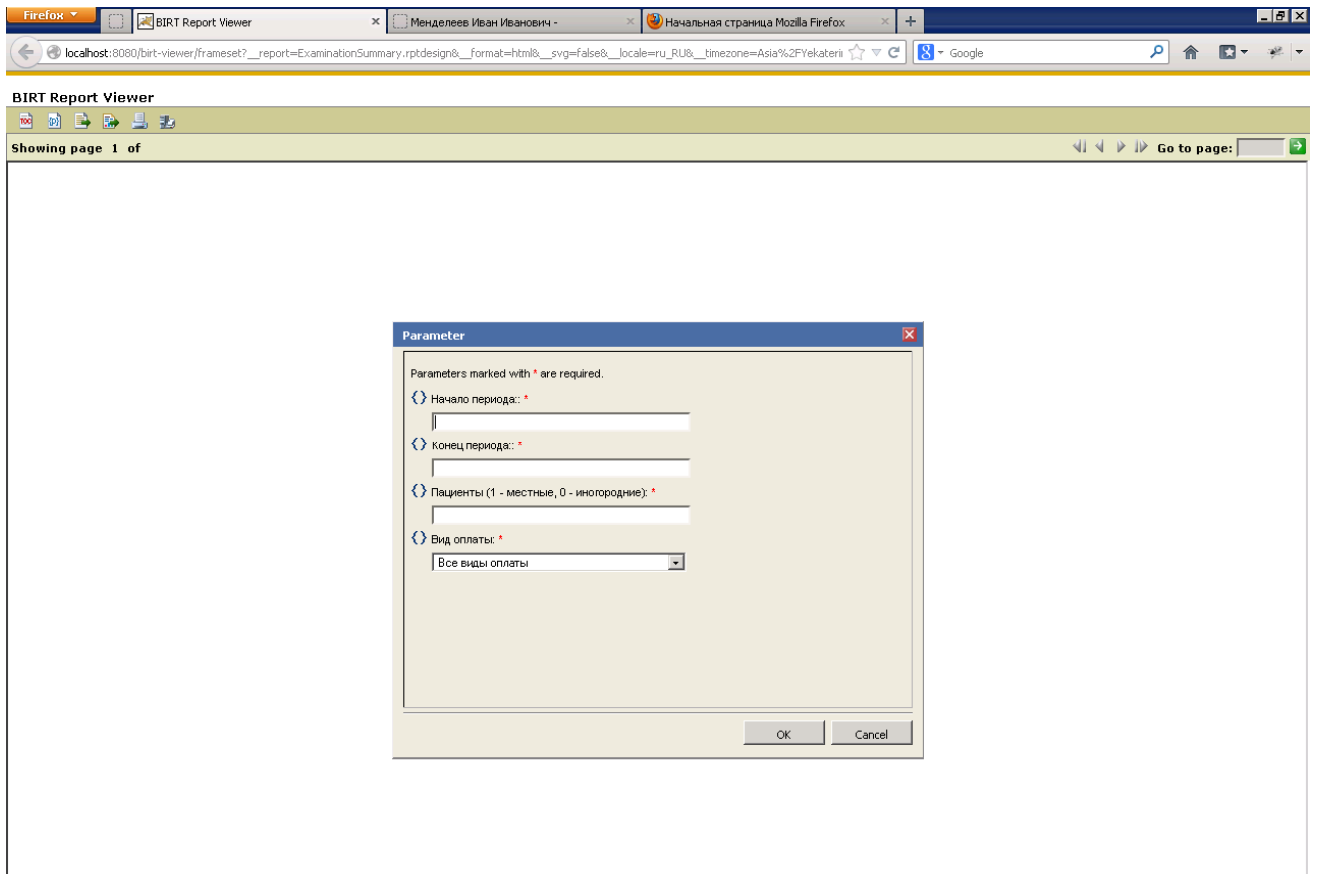 Firefox
BIRT Report Viewer
Менделеев Иван Иванович -
Начальная страница Mozilla Firefox
localhost:8080/birt-viewer/frameset?__report=ExaminationSummary.rptdesign&__format=html&__svg=false&__locale=ru_RU&__timezone=Asia%2FYekateri
Google
BIRT Report Viewer
Showing page 1 of
Go to page:
Parameter
Parameters marked with * are required.
{} Начало периода:: *
{} Конец периода:: *
{} Пациенты (1 - местные, 0 - иногородние): *
{} Вид оплаты: *
Все виды оплаты
OK Cancel